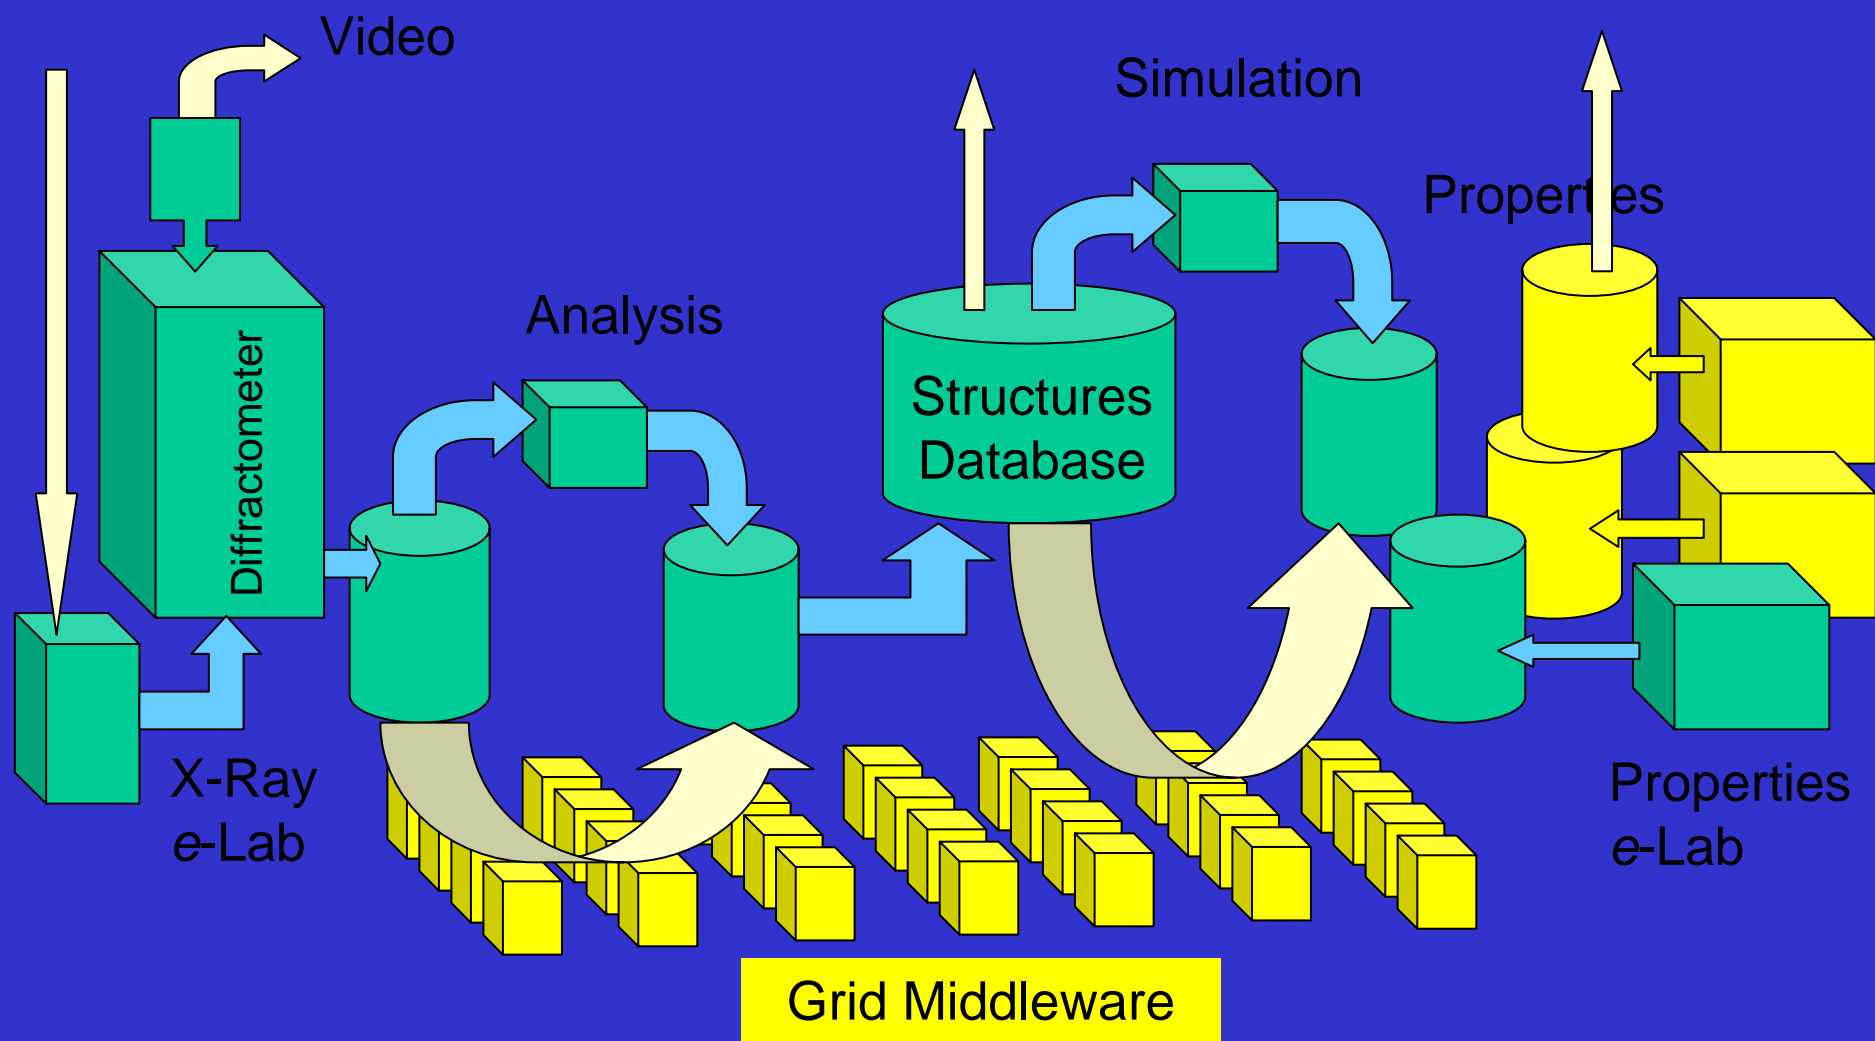 Video
Simulation
Properties
Analysis
Diffractometer
Structures
Database
X-Ray
e-Lab
Properties
e-Lab
Grid Middleware